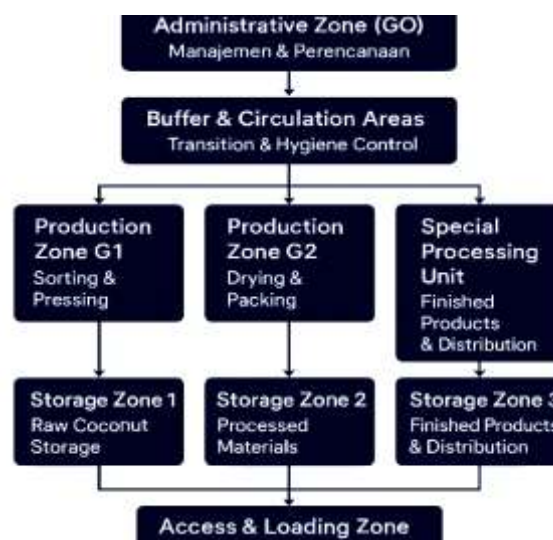 Administrative Zone (GO)
Manajemen & Perencanaan
Buffer & Circulation Areas
Transition & Hygiene Control
Production
Zone G1
Sorting &
Pressing
Production
Zone G2
Drying &
Packing
Special
Processing
Unit
Finished
Products
& Distribution
Storage Zone 1
Raw Coconut
Storage
Storage Zone 2
Processed
Materials
Storage Zone 3
Finished Products
& Distribution
Access & Loading Zone